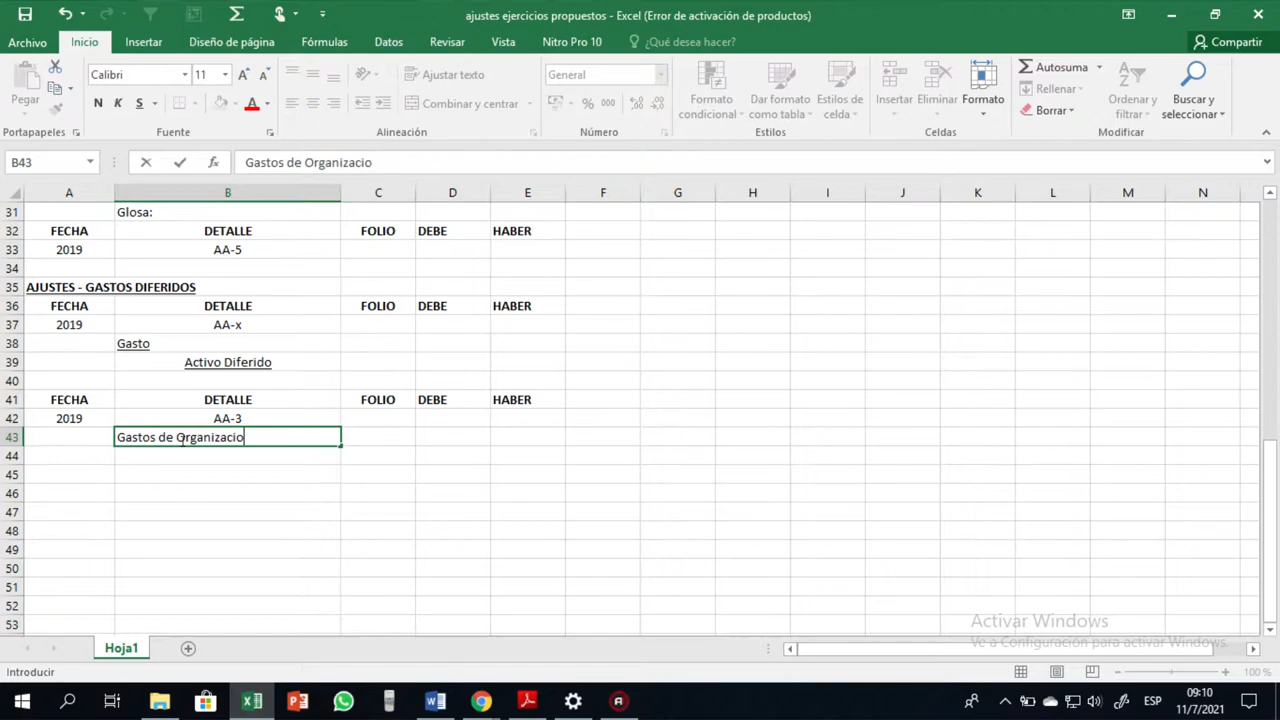 ajustes ejercicios propuestos - Excel (Error de activación de productos)
Archivo Inicio Insertar Diseño de página Fórmulas Datos Revisar Vista Nitro Pro 10 ¿Qué desea hacer? Compartir
Pegar
Calibri 11
N K S
Ajustar texto
Combinar y centrar
General
% 000
Formato condicional
Dar formato como tabla
Estilos de celda
Insertar Eliminar Formato
Autosuma
Rellenar
Borrar
Ordenar y filtrar
Buscar y seleccionar
Portapapeles Fuente Alineación Número Estilos Celdas Modificar
B43 fx Gastos de Organizacio
A B C D E F G H I J K L M N
31 Glosa:
32 FECHA DETALLE FOLIO DEBE HABER
33 2019 AA-5
34
35 AJUSTES - GASTOS DIFERIDOS
36 FECHA DETALLE FOLIO DEBE HABER
37 2019 AA-x
38 Gasto
39 Activo Diferido
40
41 FECHA DETALLE FOLIO DEBE HABER
42 2019 AA-3
43 Gastos de Organizacio
44
45
46
47
48
49
50
51
52
53
Activar Windows
Ve a Configuración para activar Windows.
Hoja1
Introducir 100 %
ESP 09:10
11/7/2021